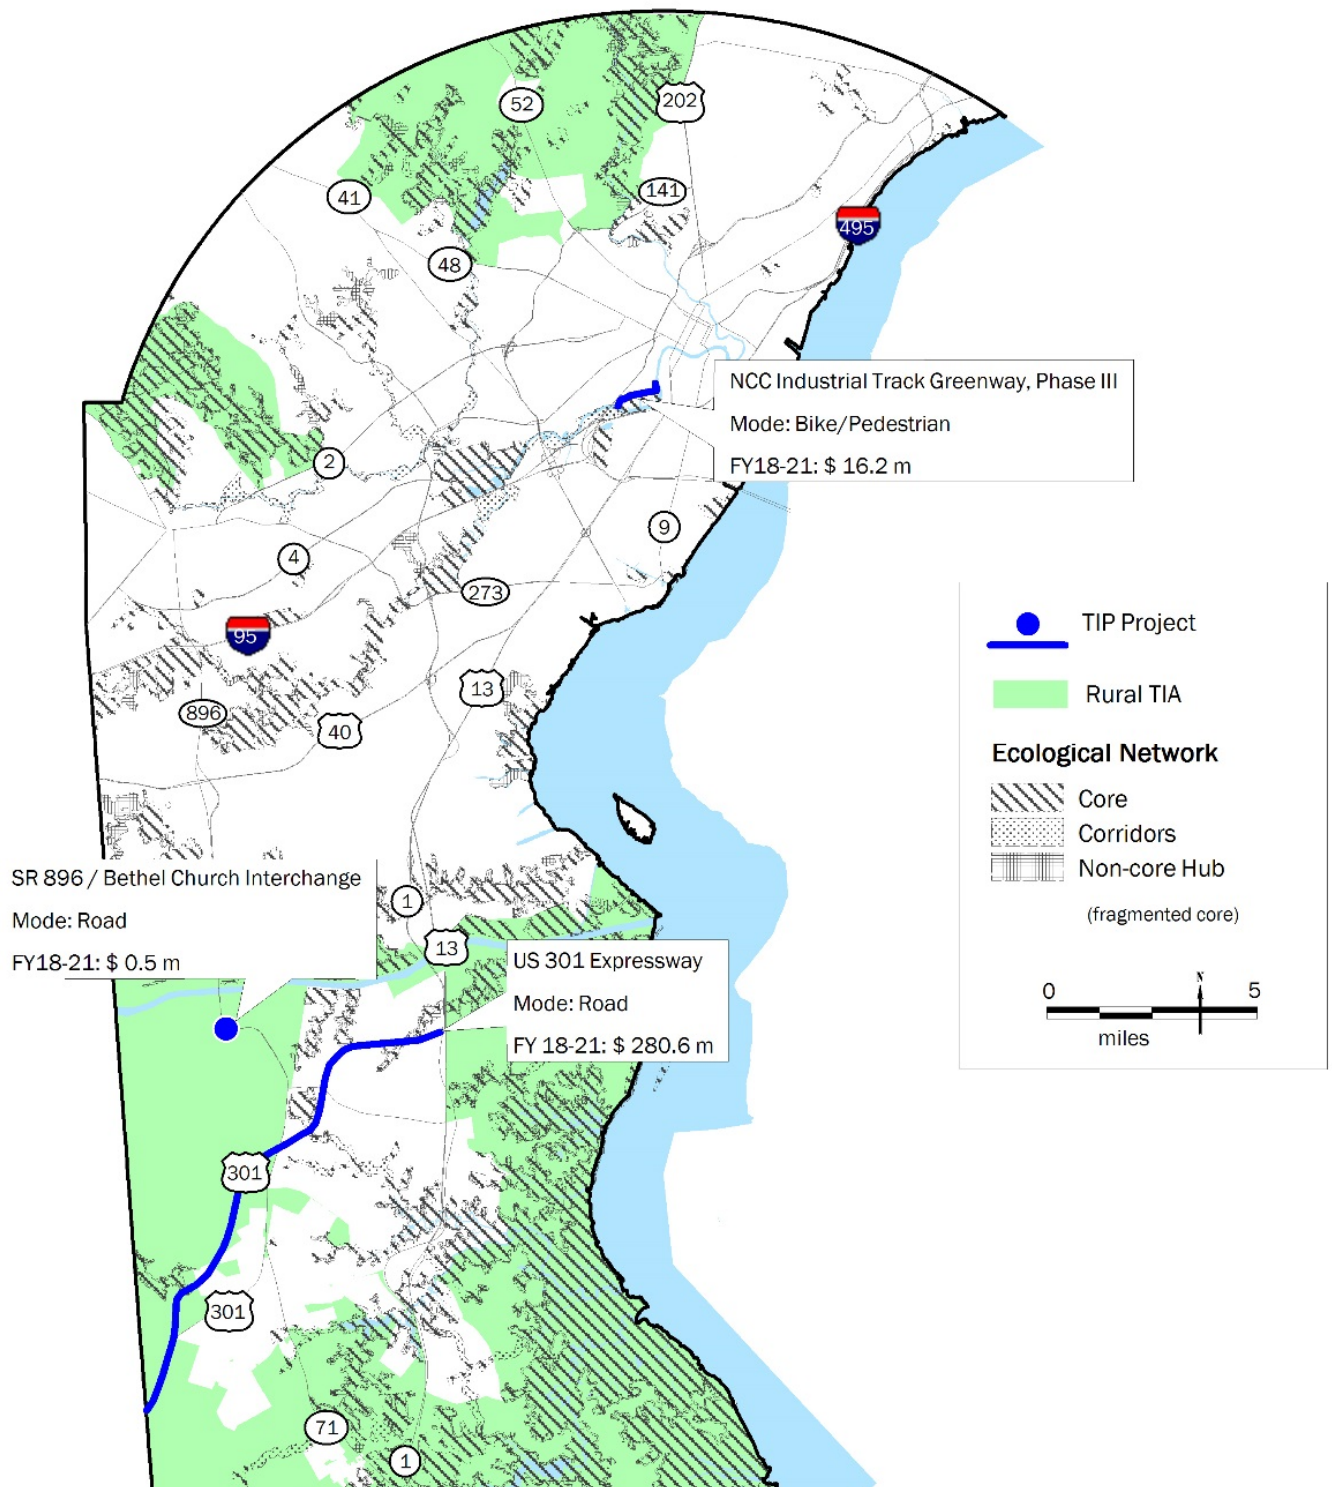 52
202
41
141
495
48
NCC Industrial Track Greenway, Phase III
Mode: Bike/Pedestrian
FY18-21: $ 16.2 m
2
9
4
273
95
13
896
40
TIP Project
Rural TIA
Ecological Network
Core
Corridors
Non-core Hub
(fragmented core)
N
0 5
miles
SR 896 / Bethel Church Interchange
Mode: Road
FY18-21: $ 0.5 m
1
13
US 301 Expressway
Mode: Road
FY 18-21: $ 280.6 m
301
301
71
1